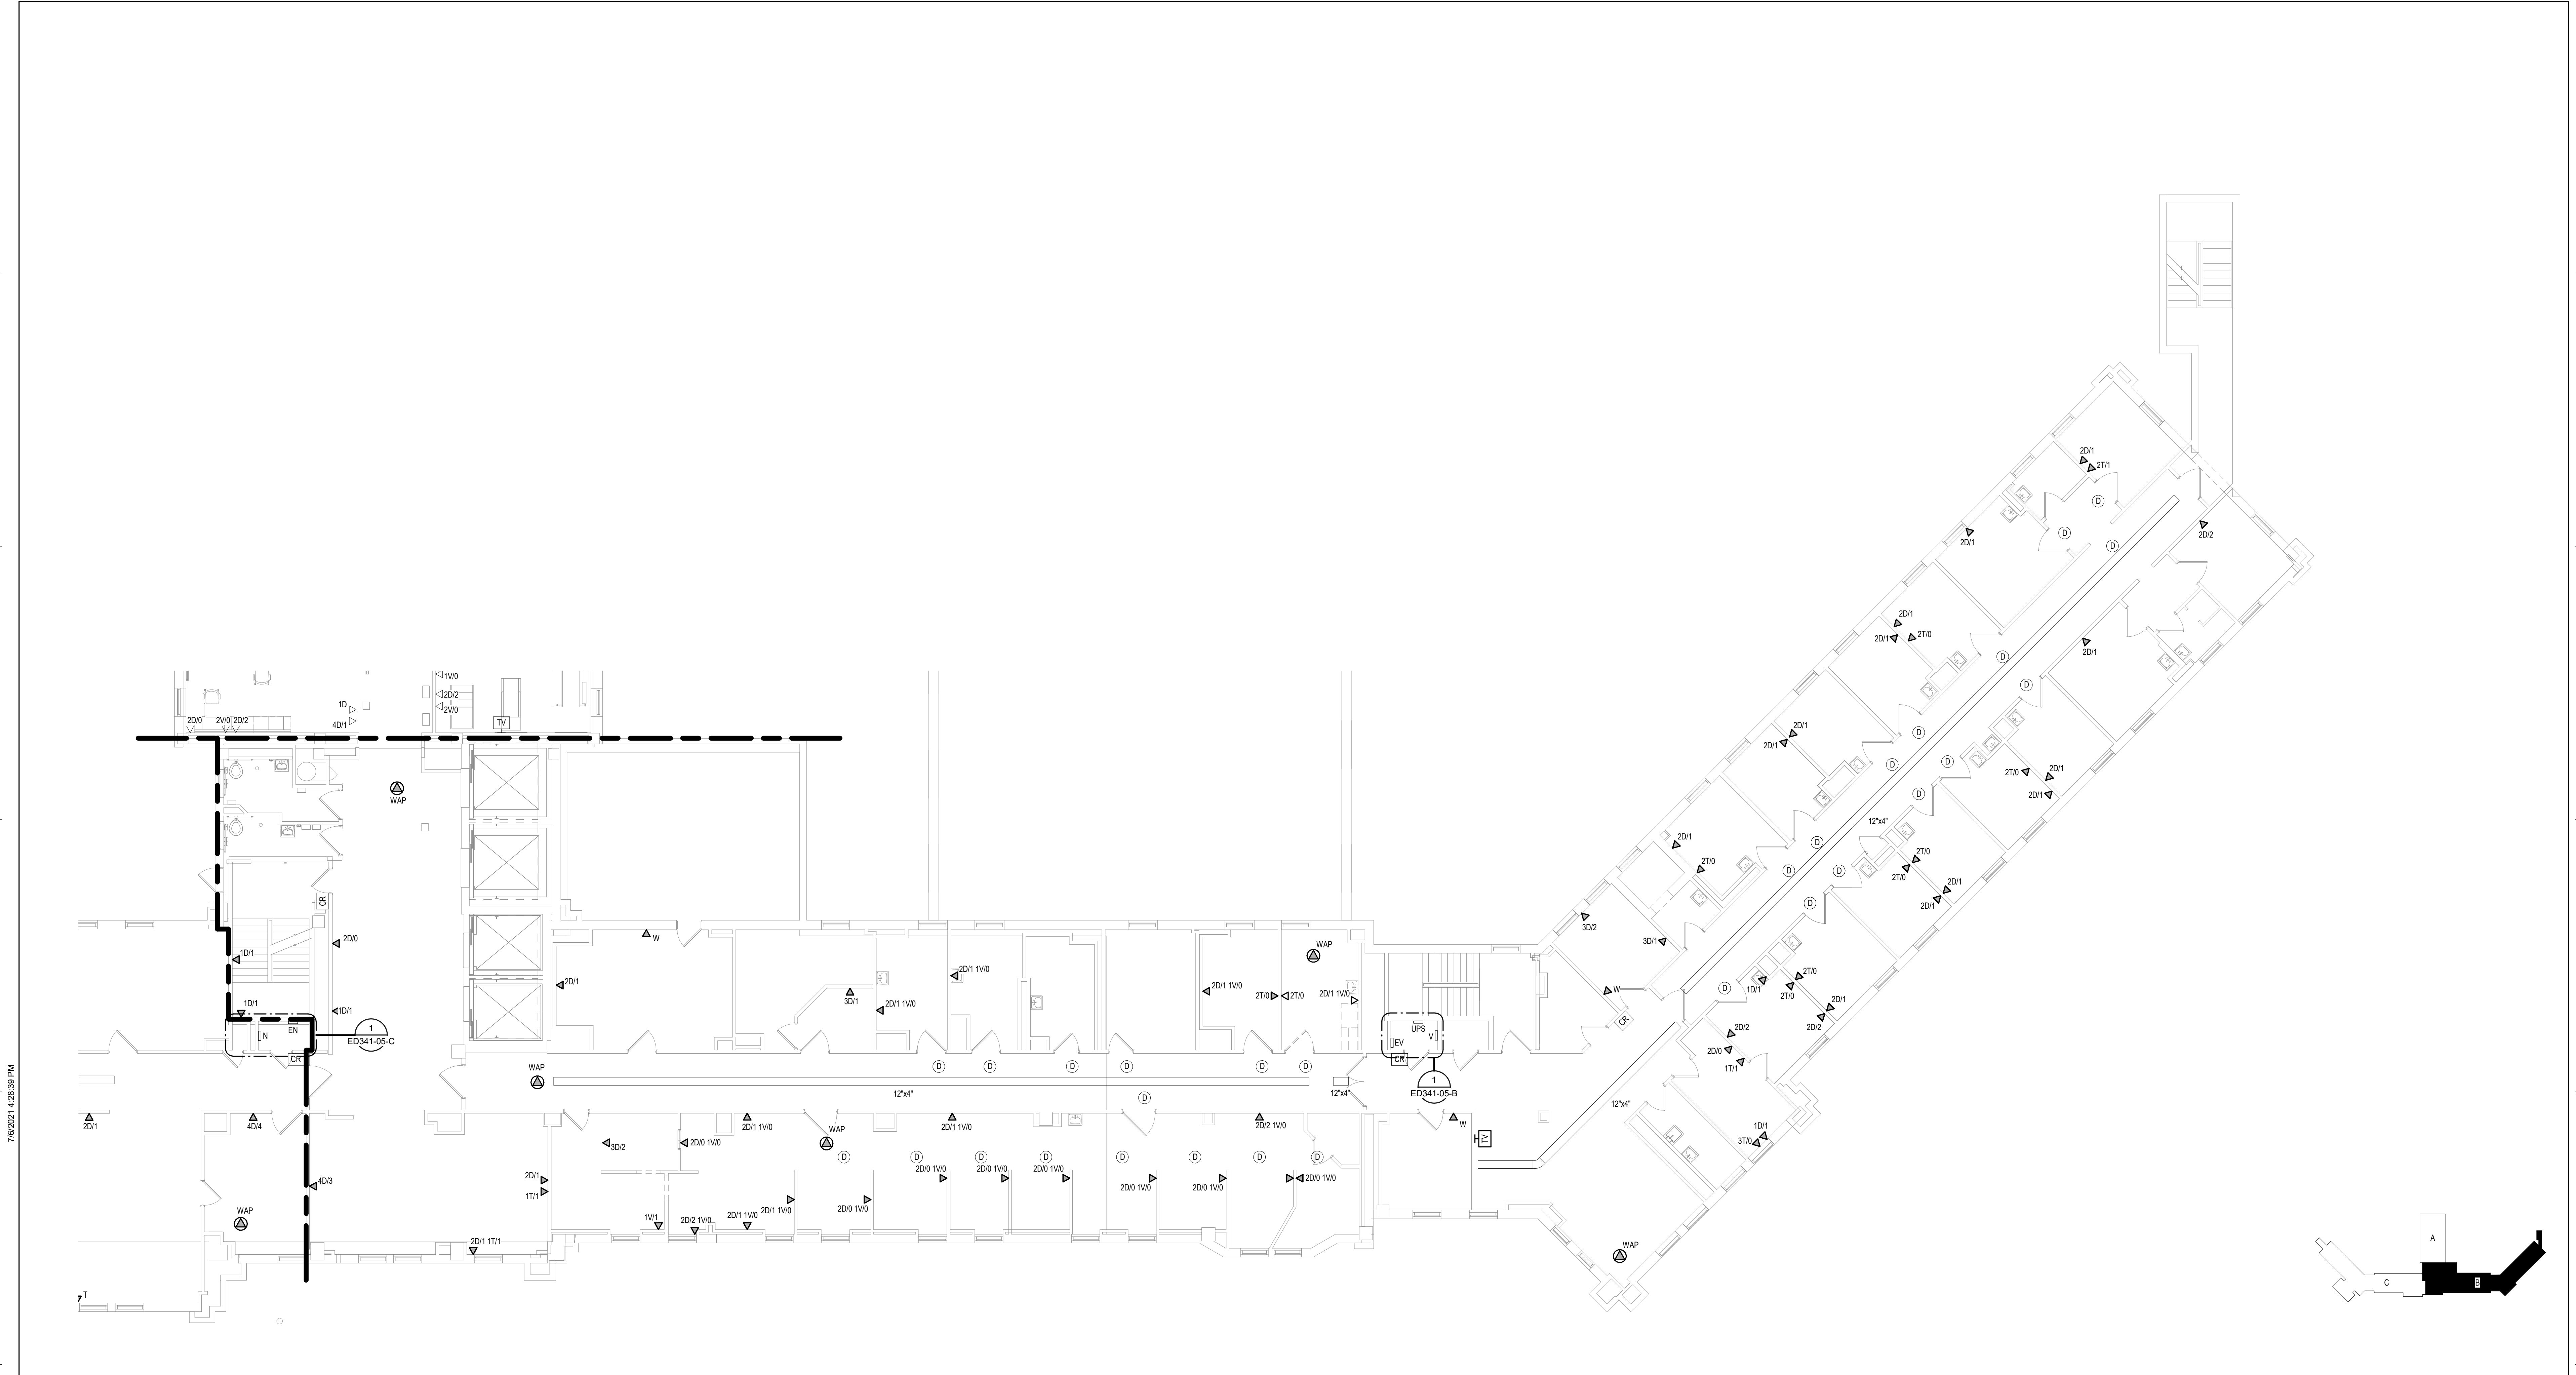 2D/1
2T/1
D
2D/2
D
D
2D/1
2D/1
2D/1
2T/0
2D/1
D
1V/0
D
2D/2
1D
2V/0
2D/0
2V/0
2D/2
4D/1
TV
2D/1
D
2D/1
D
D
2T/0
2D/1
WAP
2D/1
D
12"x4"
2D/1
D
2T/0
2T/0
D
D
2T/0
2D/1
CR
D
2D/1
3D/2
2D/0
W
WAP
3D/1
1D/1
2D/1 1V/0
2T/0
2D/1
1D/1
2T/0
W
D
2D/1 1V/0
2T/0
2T/0
2D/1 1V/0
3D/1
2D/1 1V/0
2D/1
2D/2
1D/1
1D/1
CR
EN
UPS
N
V
2D/2
1
ED341-05-C
EV
2D/0
CR
CR
1T/1
WAP
D
D
D
D
D
D
1
ED341-05-B
12"x4"
12"x4"
D
12"x4"
2D/1
4D/4
2D/1 1V/0
WAP
2D/1 1V/0
2D/2 1V/0
W
TV
1D/1
3T/0
3D/2
2D/0 1V/0
D
D
D
D
D
D
D
D
2D/0 1V/0
2D/0 1V/0
2D/0 1V/0
4D/3
2D/1
1T/1
2D/0 1V/0
2D/0 1V/0
2D/0 1V/0
2D/1 1V/0
2D/0 1V/0
WAP
1V/1
2D/2 1V/0
2D/1 1V/0
2D/1 1T/1
WAP
T
A
B
C
7/6/2021 4:28:39 PM